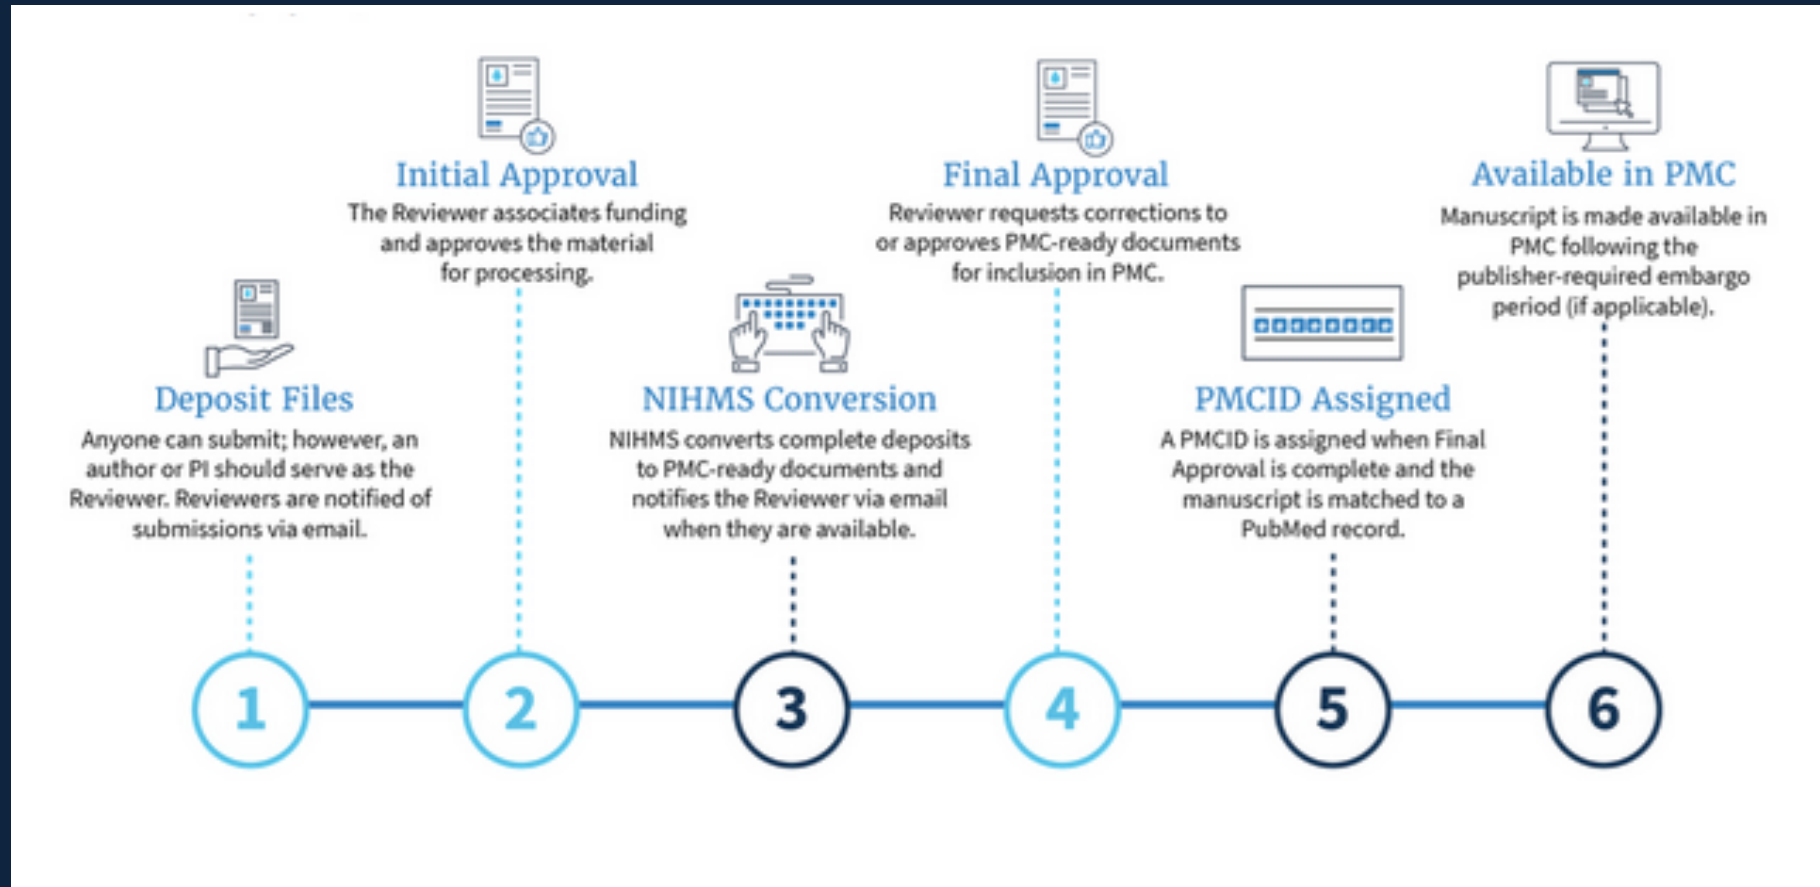 Deposit Files
Anyone can submit; however, an
author or PI should serve as the
Reviewer. Reviewers are notified of
submissions via email.
Initial Approval
The Reviewer associates funding
and approves the material
for processing.
NIHMS Conversion
NIHMS converts complete deposits
to PMC-ready documents and
notifies the Reviewer via email
when they are available.
Final Approval
Reviewer requests corrections to
or approves PMC-ready documents
for inclusion in PMC.
PMCID Assigned
A PMCID is assigned when Final
Approval is complete and the
manuscript is matched to a
PubMed record.
Available in PMC
Manuscript is made available in
PMC following the
publisher-required embargo
period (if applicable).
1
2
3
4
5
6